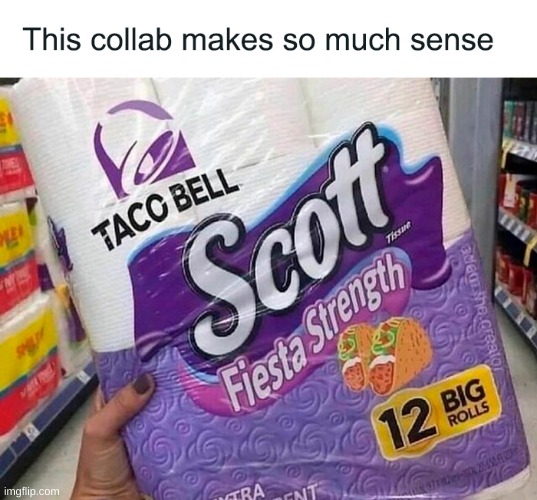 This collab makes so much sense
TACO BELL
Scott
Tissue
Fiesta Strength
12 BIG
ROLLS
imgflip.com